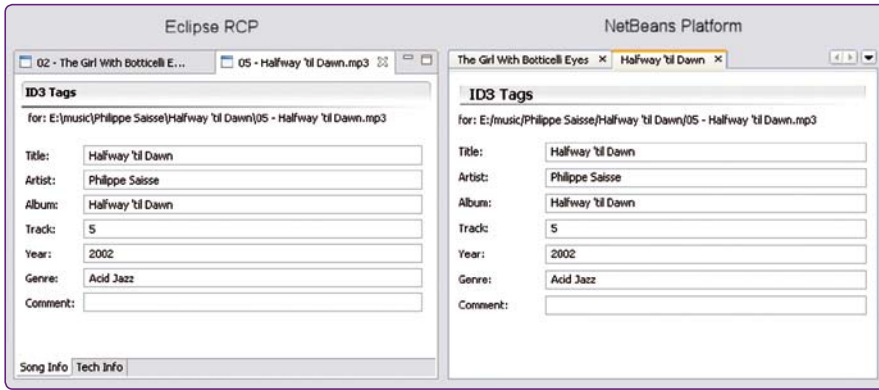 Eclipse RCP
02 - The Girl With Botticelli E...
05 - Halfway 'til Dawn.mp3
ID3 Tags
for: E:\music\Philippe Saisse\Halfway 'til Dawn\05 - Halfway 'til Dawn.mp3
Title: Halfway 'til Dawn
Artist: Philippe Saisse
Album: Halfway 'til Dawn
Track: 5
Year: 2002
Genre: Acid Jazz
Comment:
Song Info Tech Info
NetBeans Platform
The Girl With Botticelli Eyes
Halfway 'til Dawn
ID3 Tags
for: E:/music/Philippe Saisse/Halfway 'til Dawn/05 - Halfway 'til Dawn.mp3
Title: Halfway 'til Dawn
Artist: Philippe Saisse
Album: Halfway 'til Dawn
Track: 5
Year: 2002
Genre: Acid Jazz
Comment: